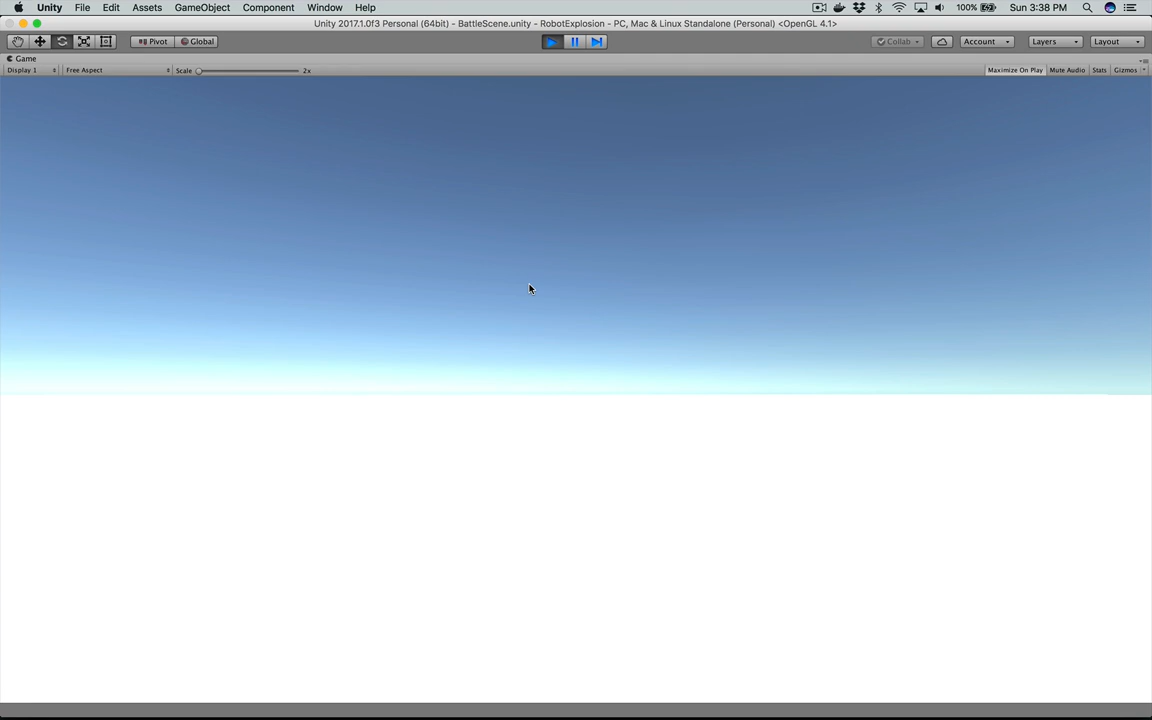 Unity File Edit Assets GameObject Component Window Help 100% Sun 3:38 PM
Unity 2017.1.0f3 Personal (64bit) - BattleScene.unity - RobotExplosion - PC, Mac & Linux Standalone (Personal) <OpenGL 4.1>
Pivot Global Collab Account Layers Layout
Game
Display 1 Free Aspect Scale 2x Maximize On Play Mute Audio Stats Gizmos